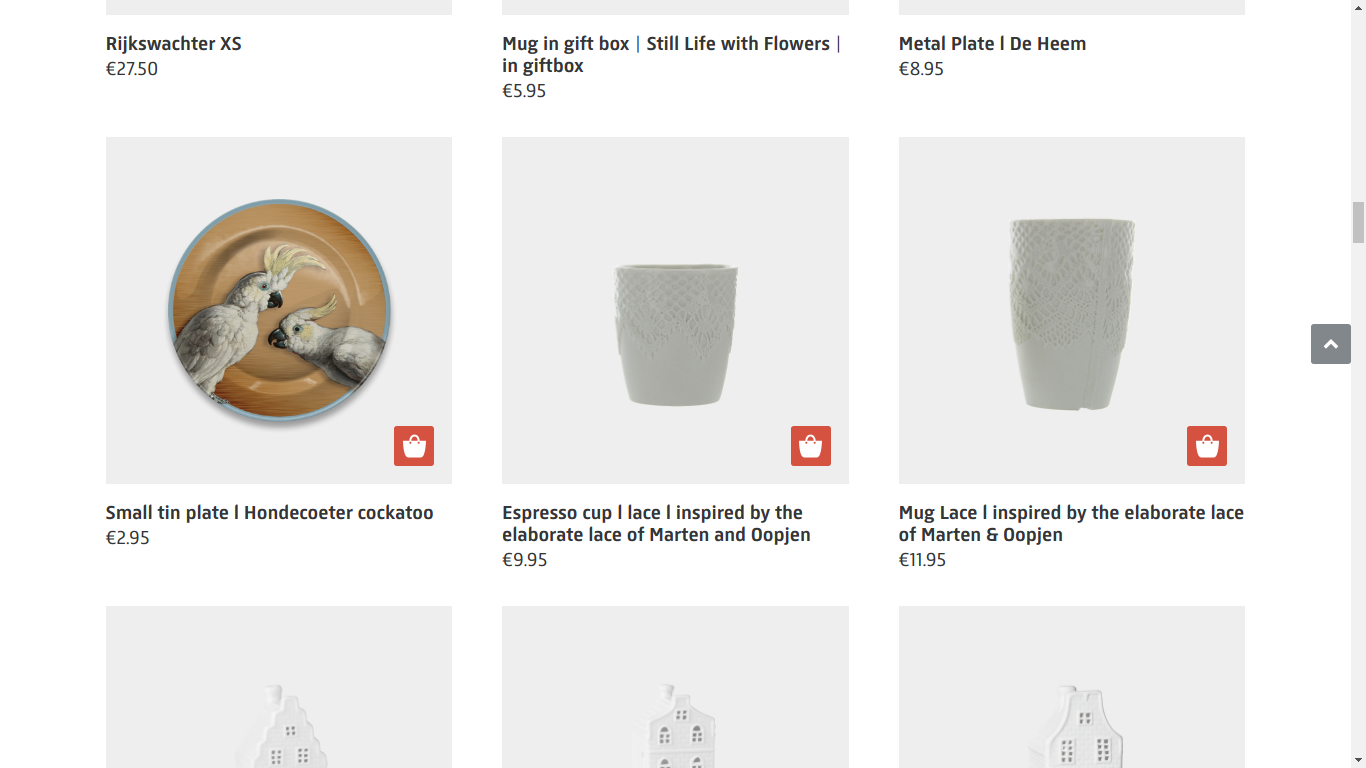 Rijkswachter XS
€27.50
Mug in gift box | Still Life with Flowers |
in giftbox
€5.95
Metal Plate l De Heem
€8.95
Small tin plate l Hondecoeter cockatoo
€2.95
Espresso cup l lace l inspired by the
elaborate lace of Marten and Oopjen
€9.95
Mug Lace l inspired by the elaborate lace
of Marten & Oopjen
€11.95